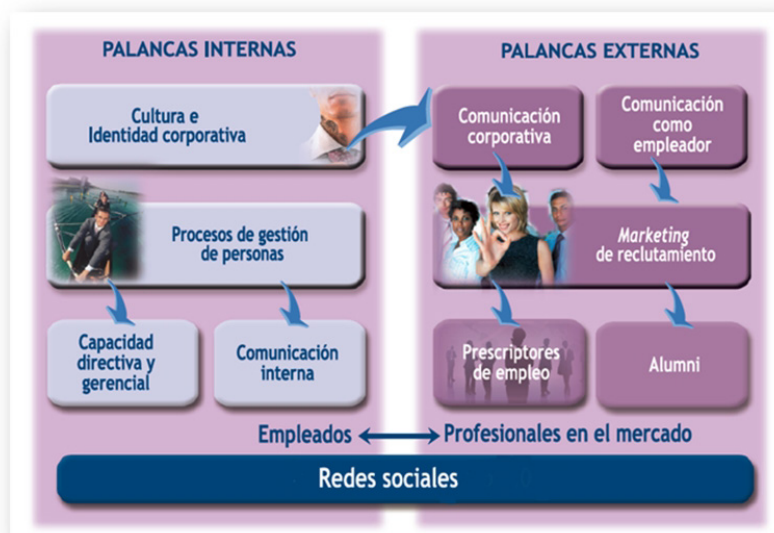 PALANCAS INTERNAS
Cultura e
Identidad corporativa
Procesos de gestión
de personas
Capacidad
directiva y
gerencial
Comunicación
interna
PALANCAS EXTERNAS
Comunicación
corporativa
Comunicación
como
empleador
Marketing
de reclutamiento
Prescriptores
de empleo
Alumni
Empleados
Profesionales en el mercado
Redes sociales